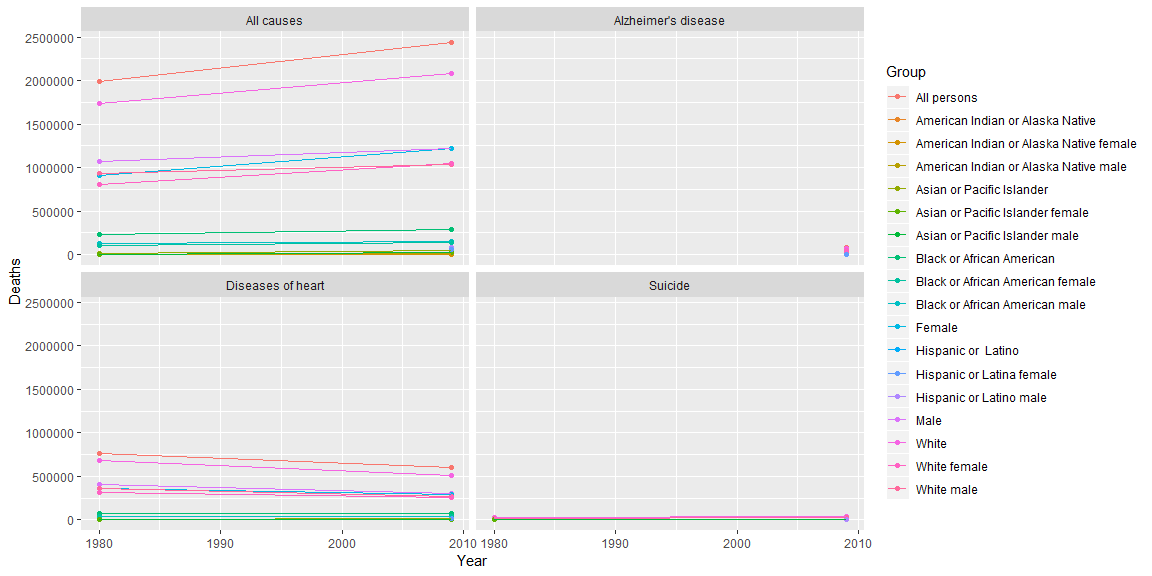 All causes
Alzheimer's disease
2500000
2000000
1500000
1000000
500000
0
Diseases of heart
Suicide
2500000
2000000
1500000
1000000
500000
0
1980
1990
2000
2010
1980
1990
2000
2010
Year
Deaths
Group
All persons
American Indian or Alaska Native
American Indian or Alaska Native female
American Indian or Alaska Native male
Asian or Pacific Islander
Asian or Pacific Islander female
Asian or Pacific Islander male
Black or African American
Black or African American female
Black or African American male
Female
Hispanic or  Latino
Hispanic or Latina female
Hispanic or Latino male
Male
White
White female
White male